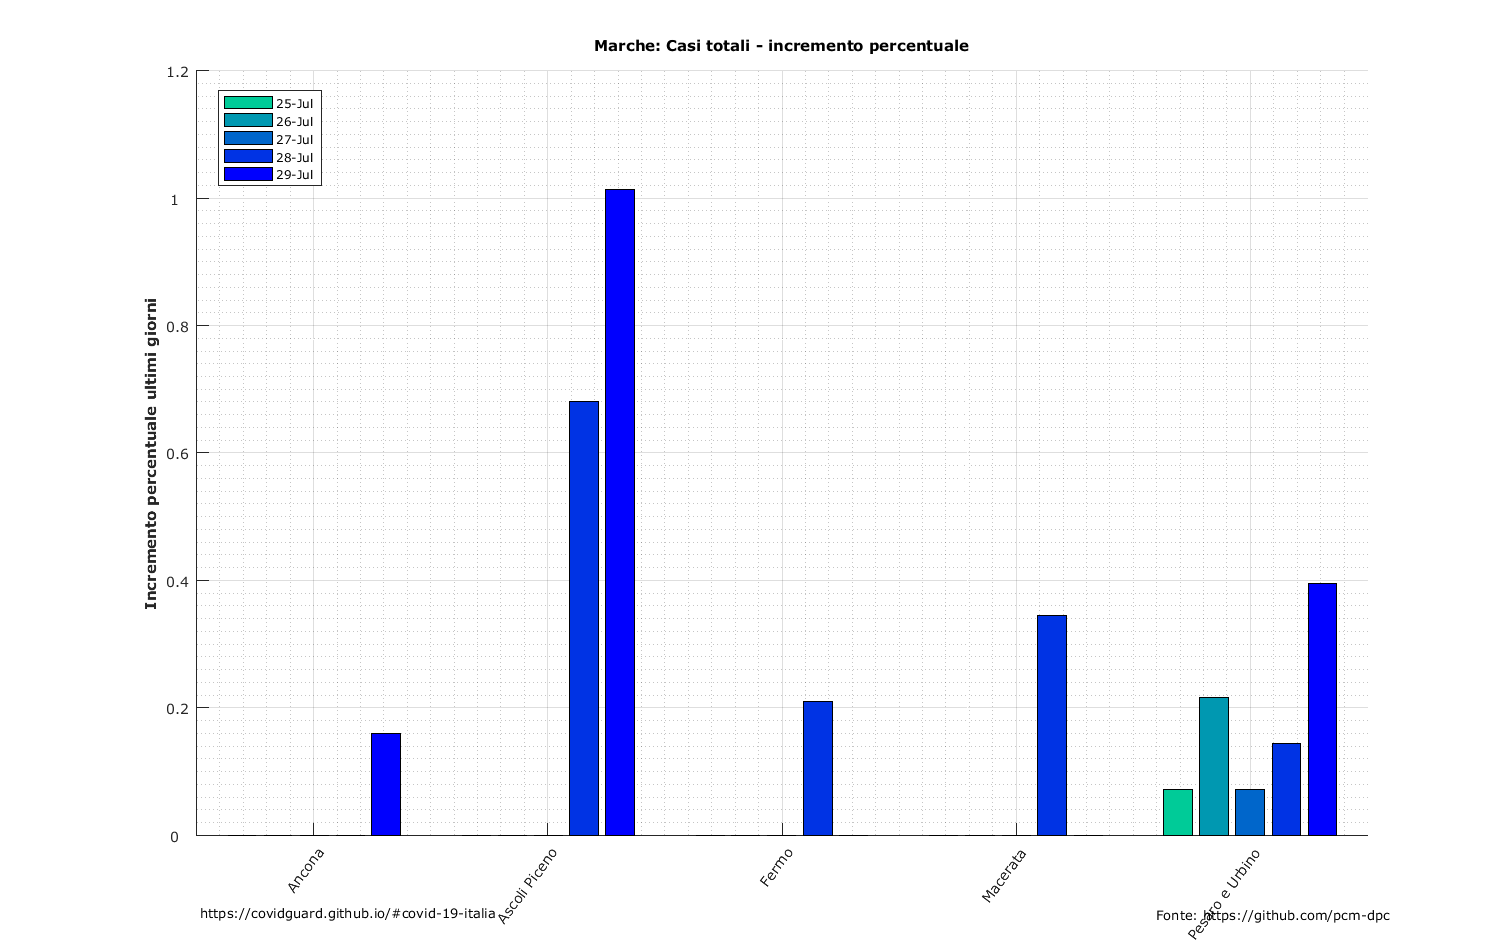 Marche: Casi totali - incremento percentuale
1.2
1
0.8
0.6
0.4
0.2
0
Incremento percentuale ultimi giorni
25-Jul
26-Jul
27-Jul
28-Jul
29-Jul
Ancona
Ascoli Piceno
Fermo
Macerata
Pesaro e Urbino
https://covidguard.github.io/#covid-19-italia
Fonte: https://github.com/pcm-dpc